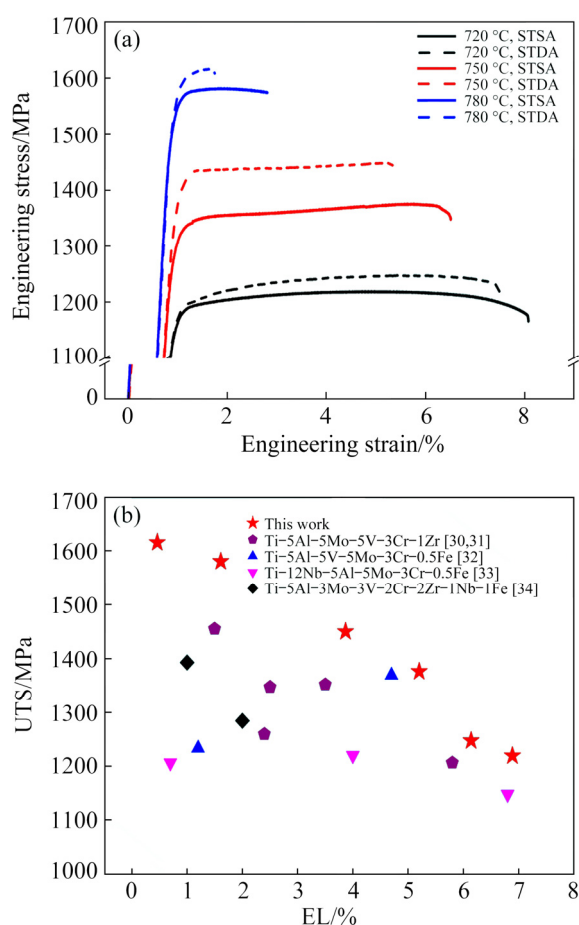 (a)
720 °C, STSA
720 °C, STDA
750 °C, STSA
750 °C, STDA
780 °C, STSA
780 °C, STDA
Engineering stress/MPa
1700
1600
1500
1400
1300
1200
1100
0
0 2 4 6 8
Engineering strain/%
(b)
This work
Ti−5Al−5Mo−5V−3Cr−1Zr [30,31]
Ti−5Al−5V−5Mo−3Cr−0.5Fe [32]
Ti−12Nb−5Al−5Mo−3Cr−0.5Fe [33]
Ti−5Al−3Mo−3V−2Cr−2Zr−1Nb−1Fe [34]
UTS/MPa
1700
1600
1500
1400
1300
1200
1100
1000
0 1 2 3 4 5 6 7 8
EL/%